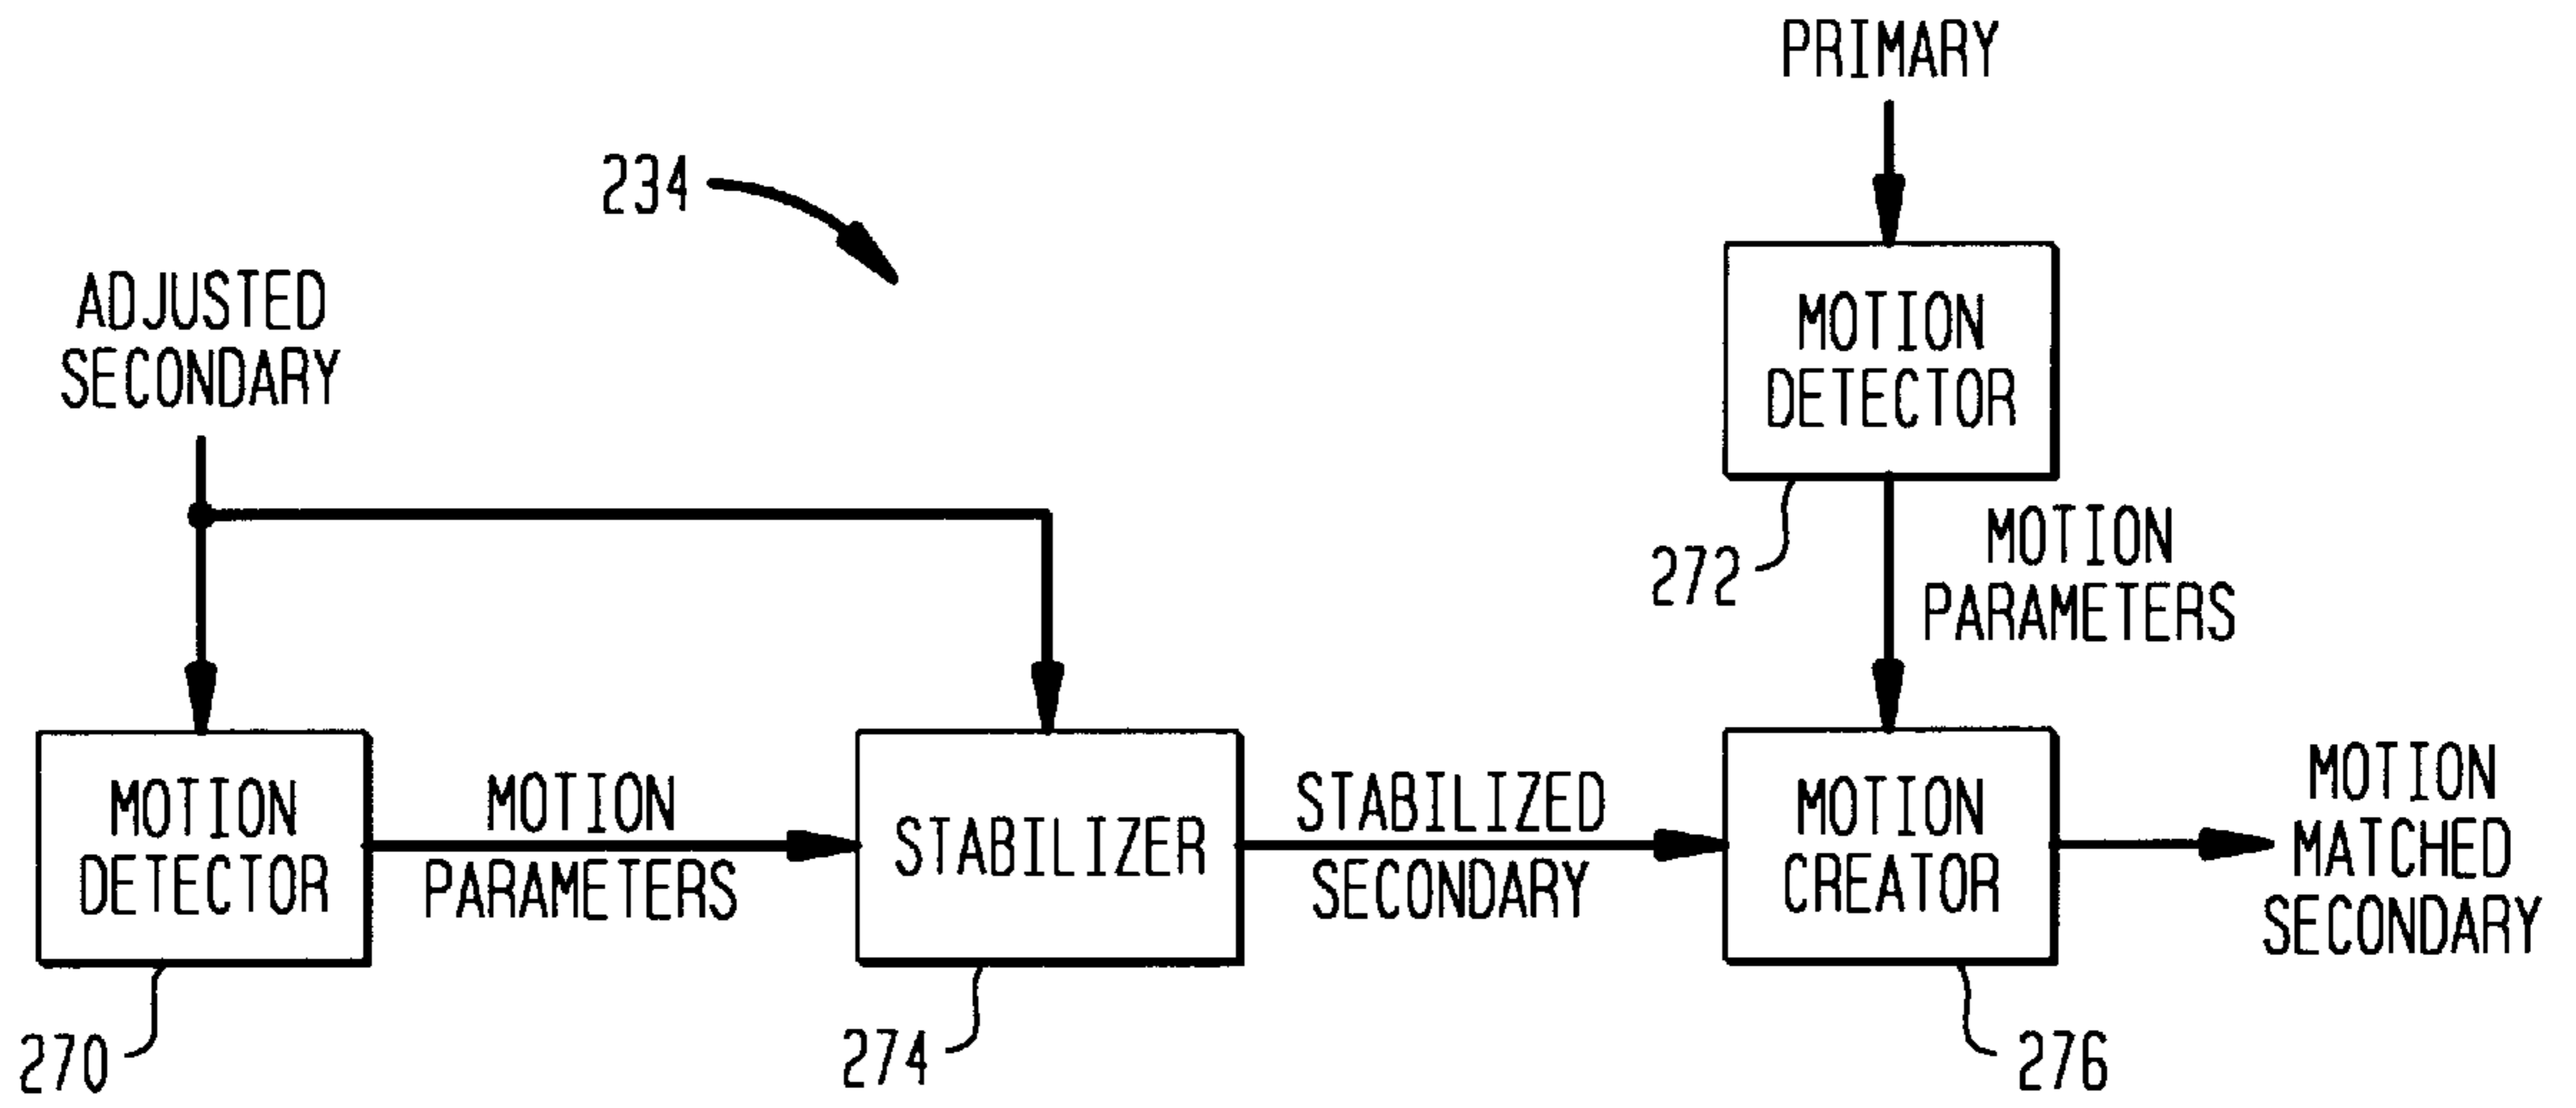 PRIMARY
234
ADJUSTED
SECONDARY
MOTION
DETECTOR
272
MOTION
PARAMETERS
MOTION
DETECTOR
270
MOTION
PARAMETERS
STABILIZER
274
STABILIZED
SECONDARY
MOTION
CREATOR
276
MOTION
MATCHED
SECONDARY